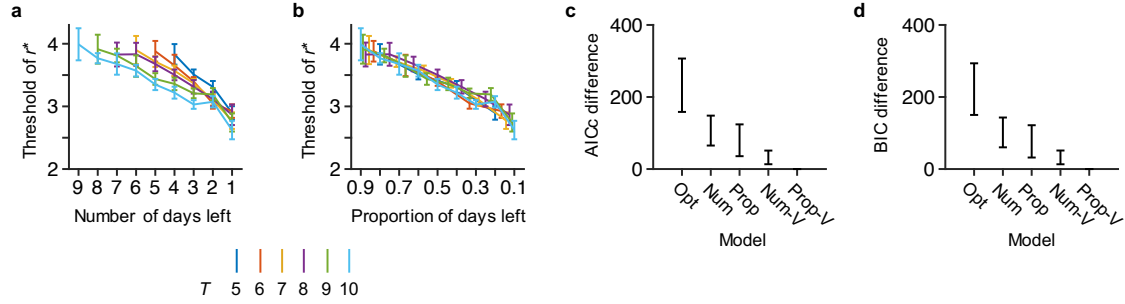 a
Threshold of r*
4
3
2
9 8 7 6 5 4 3 2 1
Number of days left
b
Threshold of r*
4
3
2
0.9 0.7 0.5 0.3 0.1
Proportion of days left
T 5 6 7 8 9 10
c
AICc difference
400
200
0
Opt Num Prop Num-V Prop-V
Model
d
BIC difference
400
200
0
Opt Num Prop Num-V Prop-V
Model